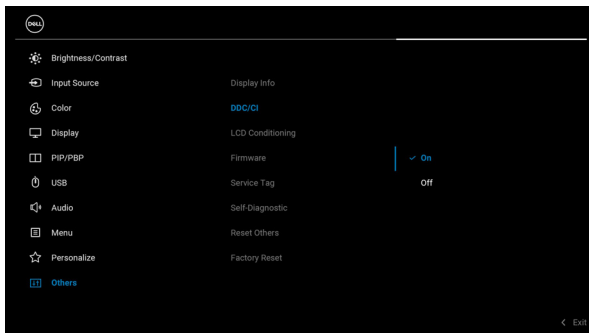 DELL
Brightness/Contrast
Input Source
Display Info
Color
DDC/CI
Display
LCD Conditioning
PIP/PBP
Firmware
On
USB
Service Tag
Off
Audio
Self-Diagnostic
Menu
Reset Others
Personalize
Factory Reset
Others
Exit